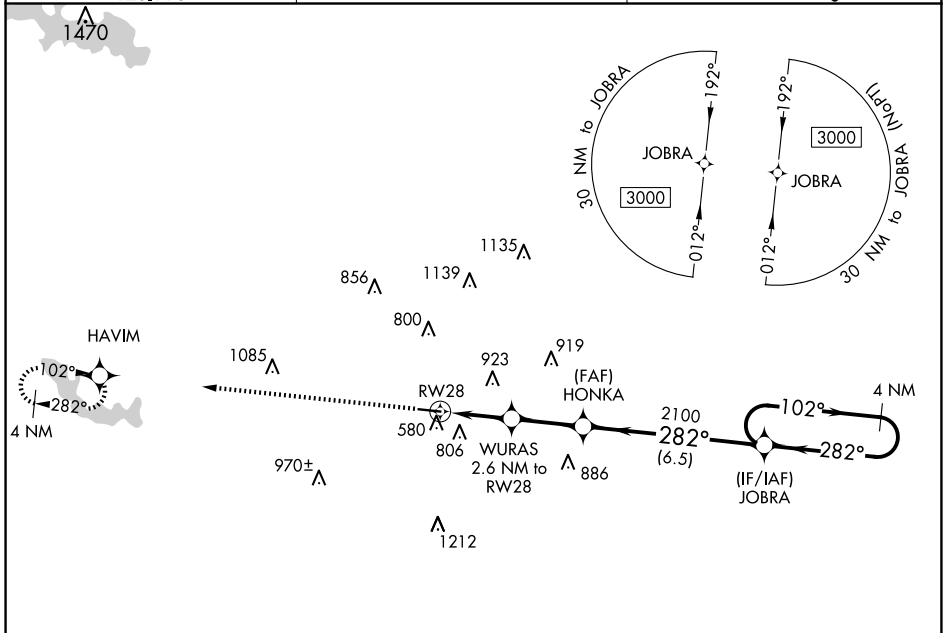 1470
30 NM to JOBRA
192°
JOBRA
3000
012°
192°
3000
JOBRA
30 NM to JOBRA (NoPT)
012°
1135
1139
856
800
HAVIM
102°
282°
4 NM
1085
923
919
(FAF)
HONKA
RW28
580
806
WURAS
2.6 NM to
RW28
2100
282°
(6.5)
886
102°
4 NM
282°
(IF/IAF)
JOBRA
970±
1212